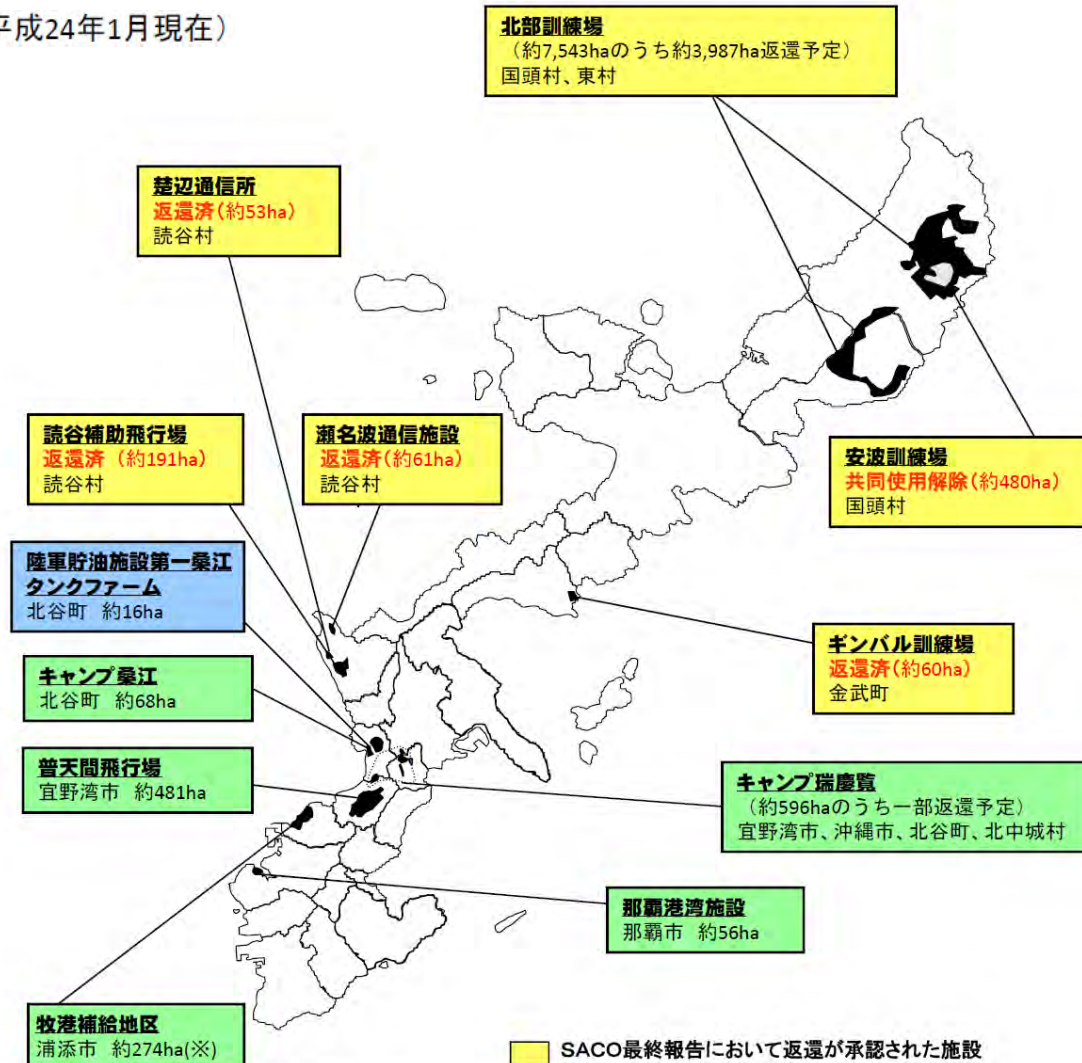 平成24年1月現在）
北部訓練場
（約7,543haのうち約3,987ha返還予定）
国頭村、東村
楚辺通信所
返還済（約53ha）
読谷村
読谷補助飛行場
返還済（約191ha）
読谷村
瀬名波通信施設
返還済（約61ha）
読谷村
安波訓練場
共同使用解除（約480ha）
国頭村
陸軍貯油施設第一桑江
タンクファーム
北谷町 約16ha
ギンバル訓練場
返還済（約60ha）
金武町
キャンプ桑江
北谷町 約68ha
普天間飛行場
宜野湾市 約481ha
キャンプ瑞慶覧
（約596haのうち一部返還予定）
宜野湾市、沖縄市、北谷町、北中城村
那覇港湾施設
那覇市 約56ha
牧港補給地区
浦添市 約274ha(※)
SACO最終報告において返還が承認された施設